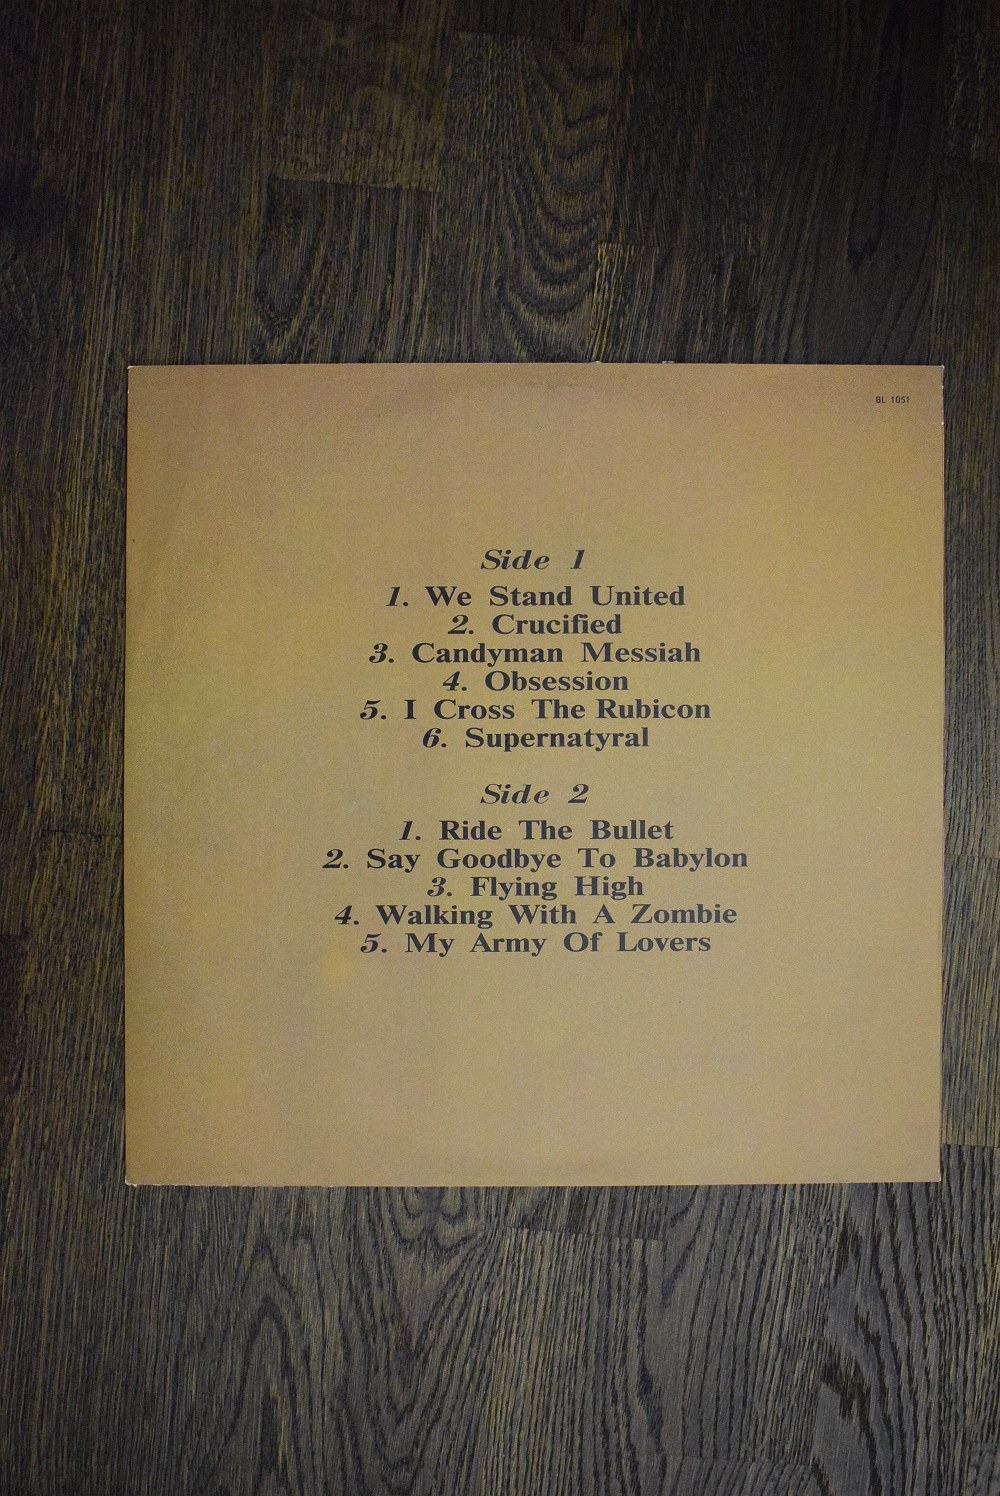 BL 1051
Side 1
1. We Stand United
2. Crucified
3. Candyman Messiah
4. Obsession
5. I Cross The Rubicon
6. Supernatyral
Side 2
1. Ride The Bullet
2. Say Goodbye To Babylon
3. Flying High
4. Walking With A Zombie
5. My Army Of Lovers